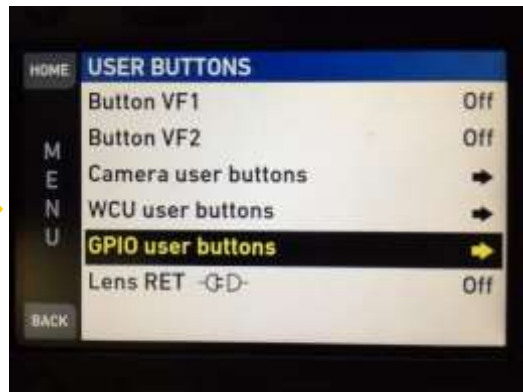 HOME USER BUTTONS
Button VF1 Off
Button VF2 Off
Camera user buttons
WCU user buttons
GPIO user buttons
Lens RET Off
MENU
BACK